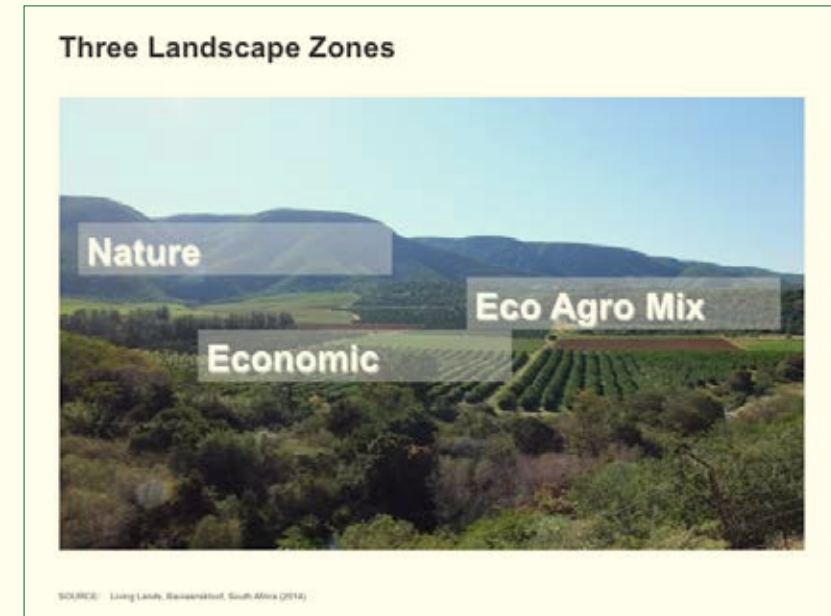 Three Landscape Zones
Nature
Eco Agro Mix
Economic
SOURCE: Living Lands, Baviaanskloof, South Africa (2014)